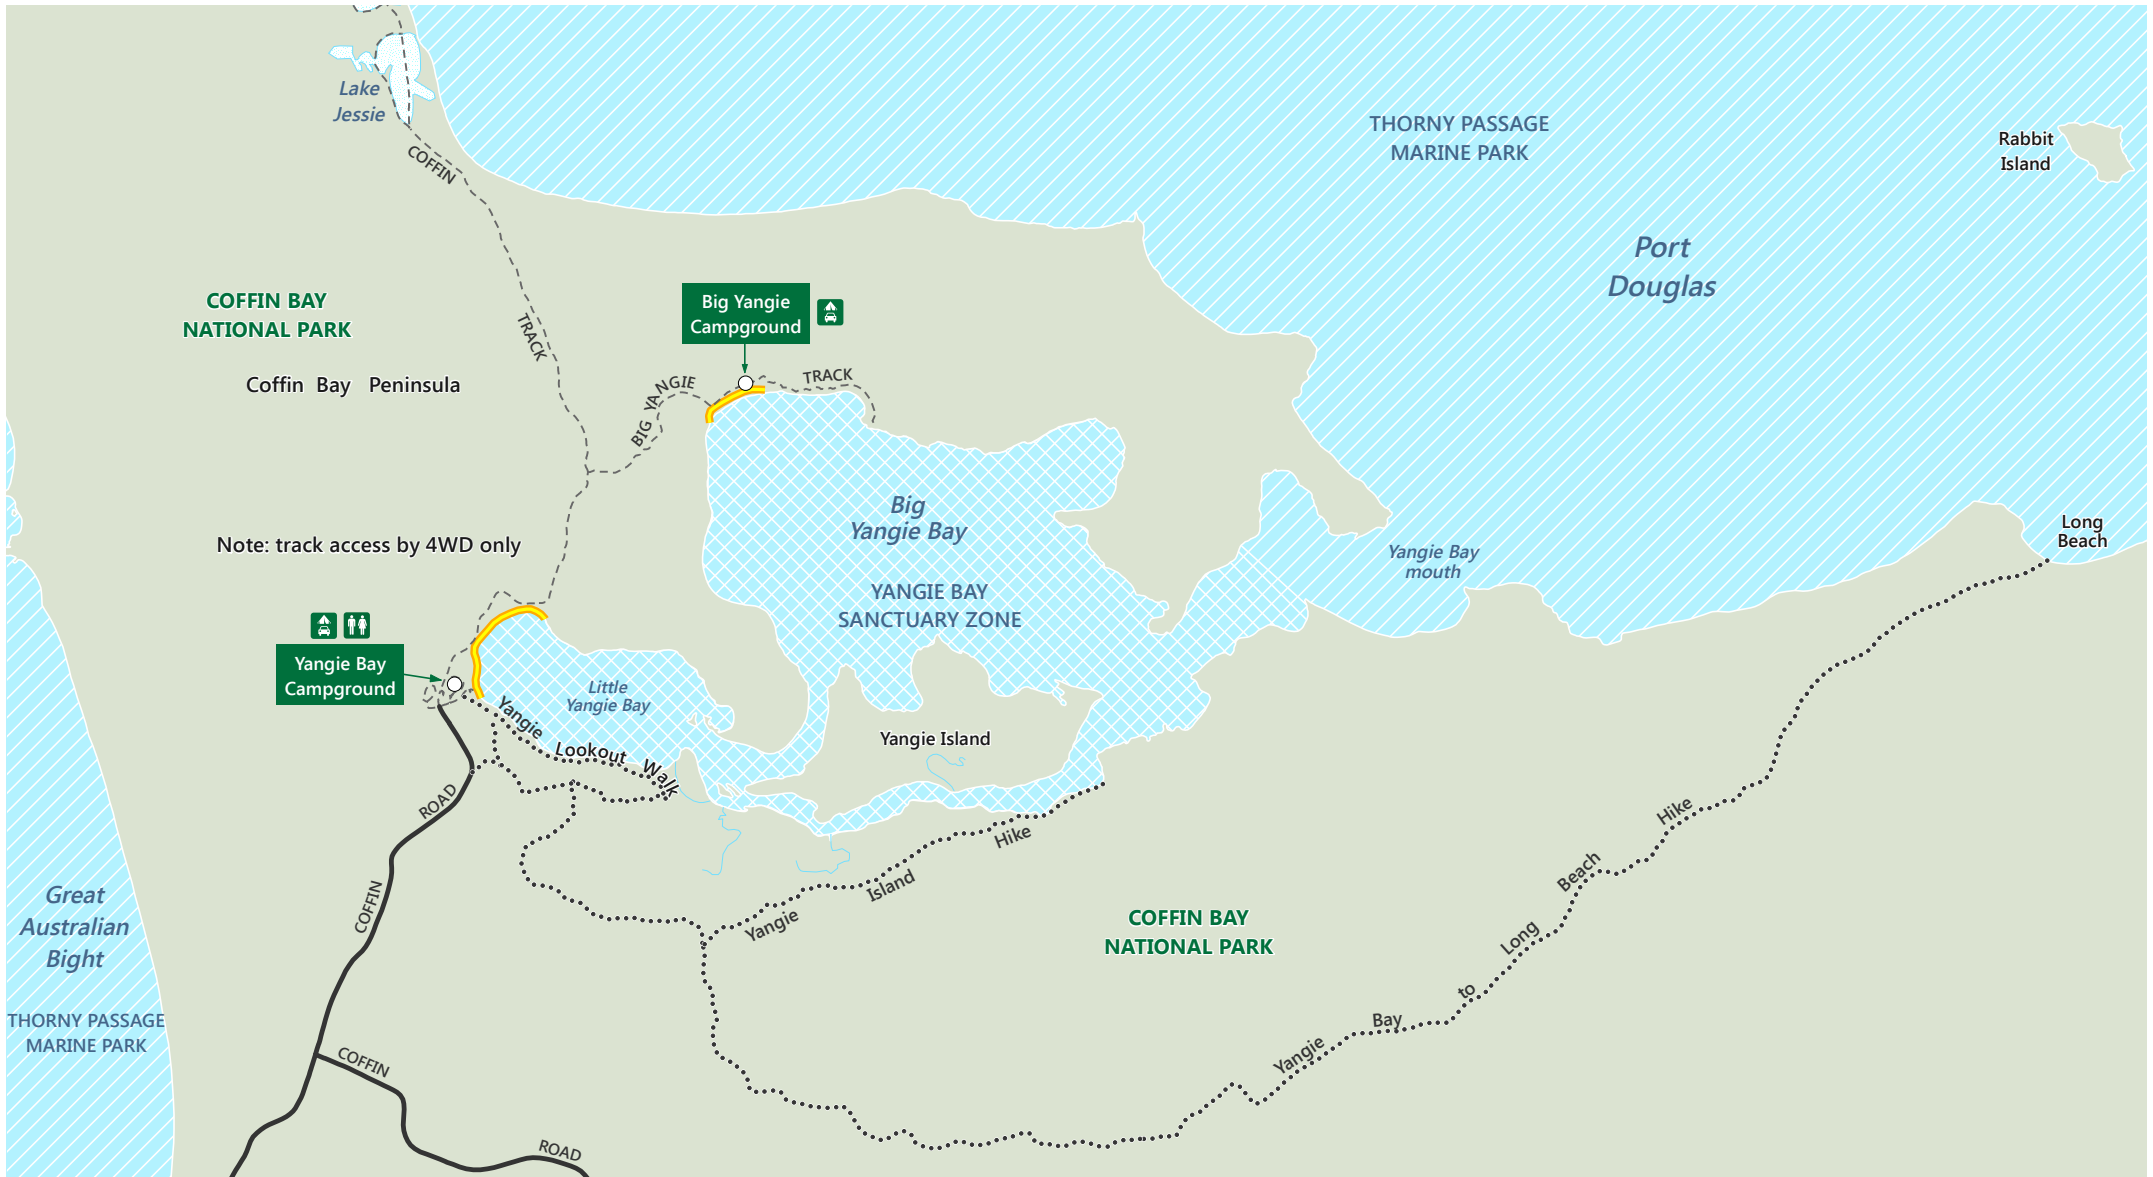 Lake
Jessie
COFFIN
TRACK
THORNY PASSAGE
MARINE PARK
Rabbit
Island
Port
Douglas
COFFIN BAY
NATIONAL PARK
Coffin Bay Peninsula
Big Yangie
Campground
BIG YANGIE
TRACK
Note: track access by 4WD only
Big
Yangie Bay
YANGIE BAY
SANCTUARY ZONE
Yangie Bay
mouth
Long
Beach
Yangie Bay
Campground
Little
Yangie Bay
Yangie Lookout Walk
Yangie Island
ROAD
COFFIN
Yangie Island Hike
Yangie Bay to Long Beach Hike
COFFIN BAY
NATIONAL PARK
Great
Australian
Bight
THORNY PASSAGE
MARINE PARK
COFFIN
ROAD